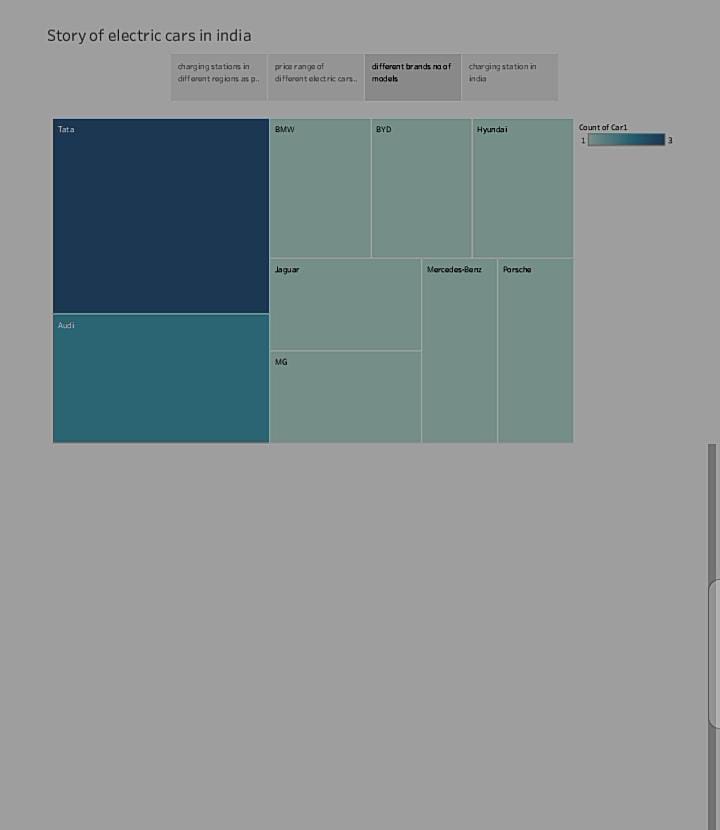 Story of electric cars in india
charging stations in
different regions as p..
price range of
different electric cars..
different brands no of
models
charging station in
india
Tata
BMW
BYD
Hyundai
Count of Car1
1
3
Jaguar
Mercedes-Benz
Porsche
Audi
MG